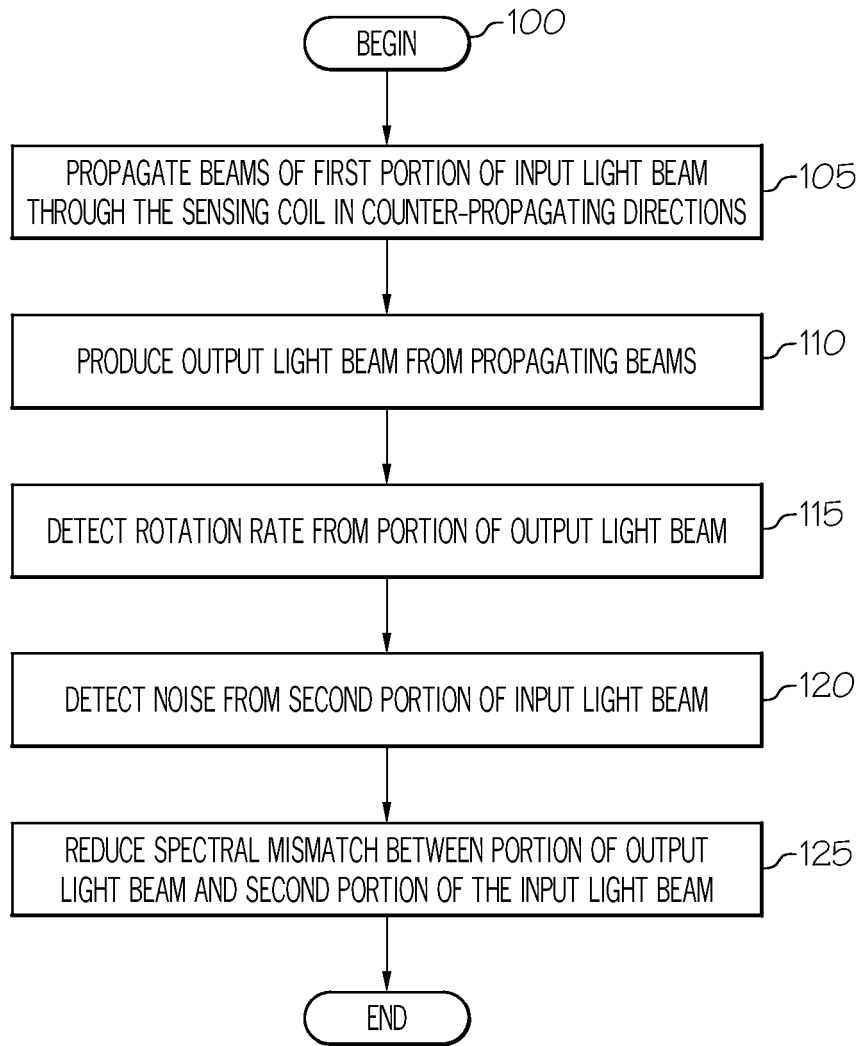 BEGIN
100
PROPAGATE BEAMS OF FIRST PORTION OF INPUT LIGHT BEAM
THROUGH THE SENSING COIL IN COUNTER-PROPAGATING DIRECTIONS
105
PRODUCE OUTPUT LIGHT BEAM FROM PROPAGATING BEAMS
110
DETECT ROTATION RATE FROM PORTION OF OUTPUT LIGHT BEAM
115
DETECT NOISE FROM SECOND PORTION OF INPUT LIGHT BEAM
120
REDUCE SPECTRAL MISMATCH BETWEEN PORTION OF OUTPUT
LIGHT BEAM AND SECOND PORTION OF THE INPUT LIGHT BEAM
125
END